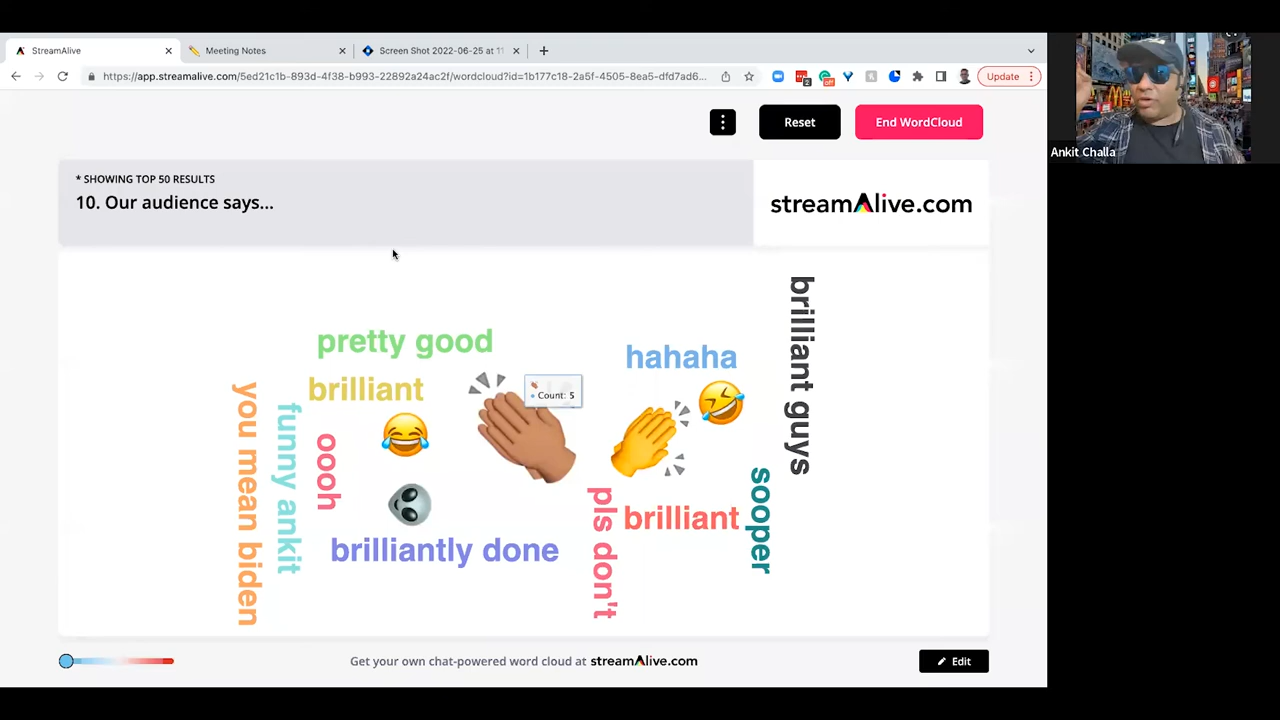 StreamAlive
Meeting Notes
Screen Shot 2022-06-25 at 1
https://app.streamalive.com/5ed21c1b-893d-4f38-b993-22892a24ac2f/wordcloud?id=1b177c18-2a5f-4505-8ea5-dfd7ad6...
2
off
Update
Reset
End WordCloud
Ankit Challa
* SHOWING TOP 50 RESULTS
10. Our audience says...
streamAlive.com
brilliant guys
pretty good
hahaha
brilliant
Count: 5
you mean biden
funny ankit
oooh
sooper
pls don't
brilliant
brilliantly done
Get your own chat-powered word cloud at streamAlive.com
Edit